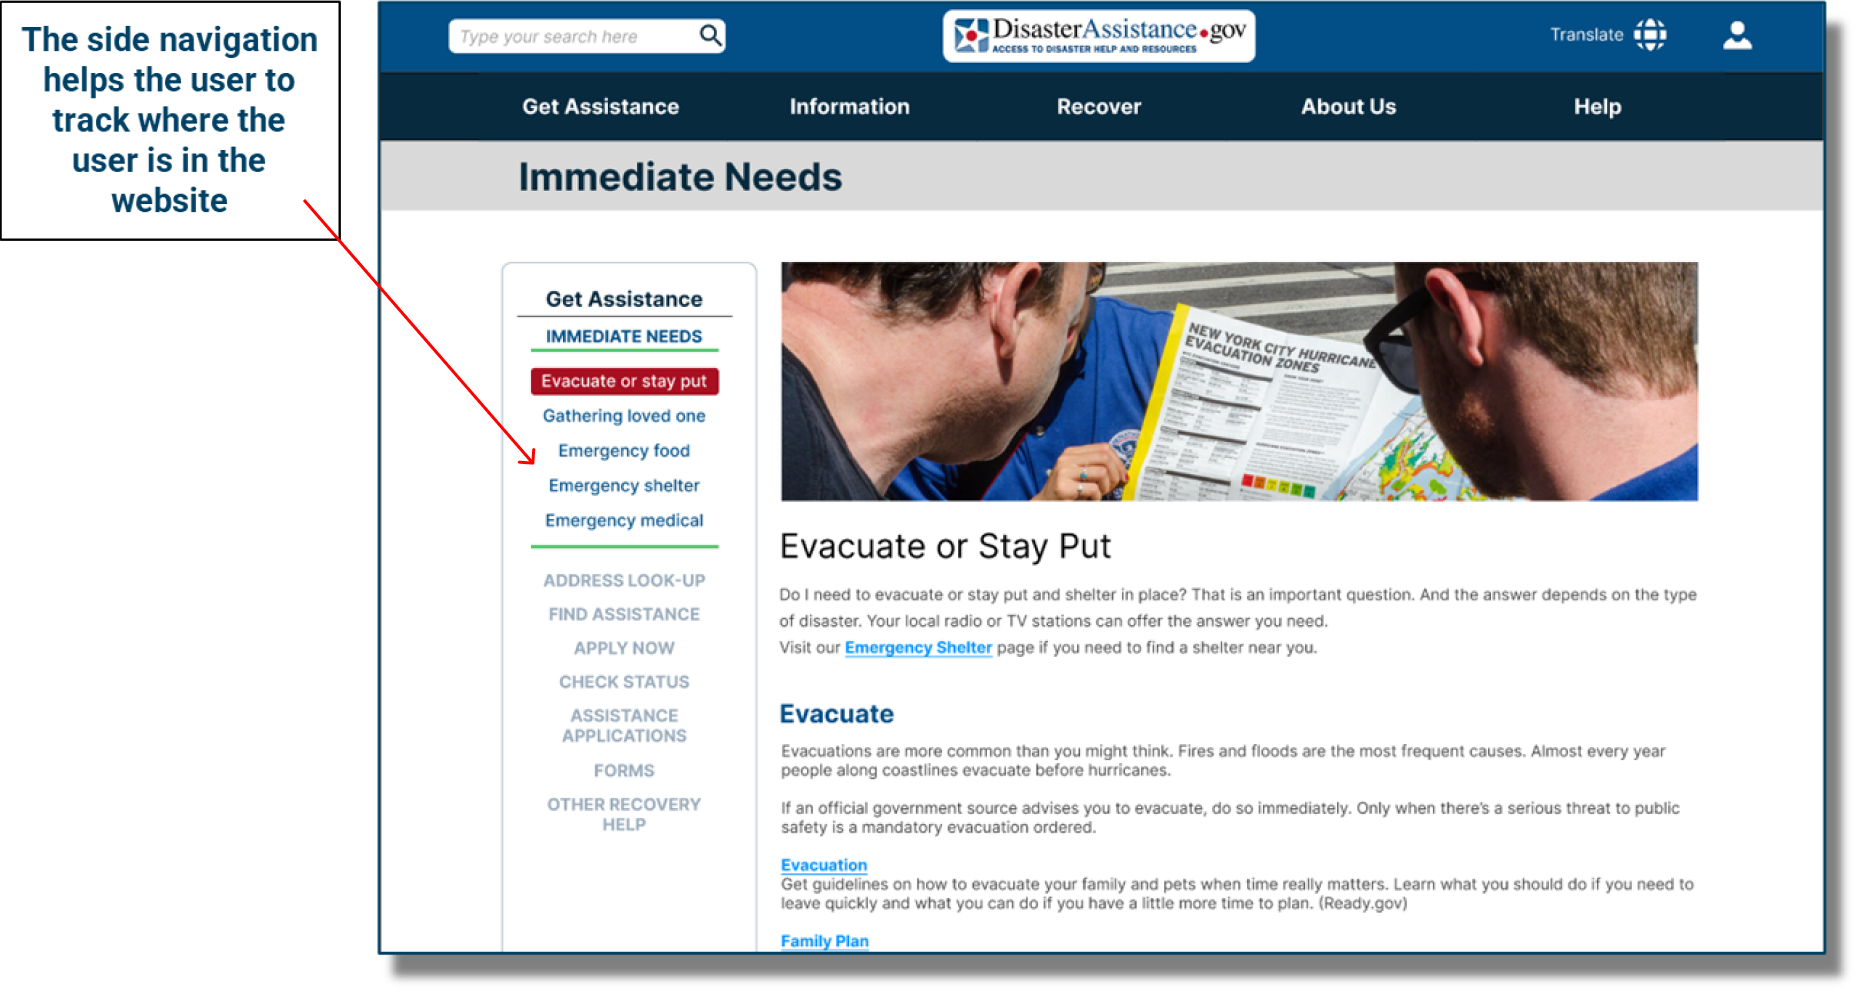 The side navigation
helps the user to
track where the
user is in the
website
Type your search here
DisasterAssistance.gov
ACCESS TO DISASTER HELP AND RESOURCES
Translate
Get Assistance
Information
Recover
About Us
Help
Immediate Needs
Get Assistance
IMMEDIATE NEEDS
Evacuate or stay put
Gathering loved one
Emergency food
Emergency shelter
Emergency medical
ADDRESS LOOK-UP
FIND ASSISTANCE
APPLY NOW
CHECK STATUS
ASSISTANCE
APPLICATIONS
FORMS
OTHER RECOVERY
HELP
NEW YORK CITY HURRICANE
EVACUATION ZONES
Evacuate or Stay Put
Do I need to evacuate or stay put and shelter in place? That is an important question. And the answer depends on the type
of disaster. Your local radio or TV stations can offer the answer you need.
Visit our Emergency Shelter page if you need to find a shelter near you.
Evacuate
Evacuations are more common than you might think. Fires and floods are the most frequent causes. Almost every year
people along coastlines evacuate before hurricanes.
If an official government source advises you to evacuate, do so immediately. Only when there's a serious threat to public
safety is a mandatory evacuation ordered.
Evacuation
Get guidelines on how to evacuate your family and pets when time really matters. Learn what you should do if you need to
leave quickly and what you can do if you have a little more time to plan. (Ready.gov)
Family Plan